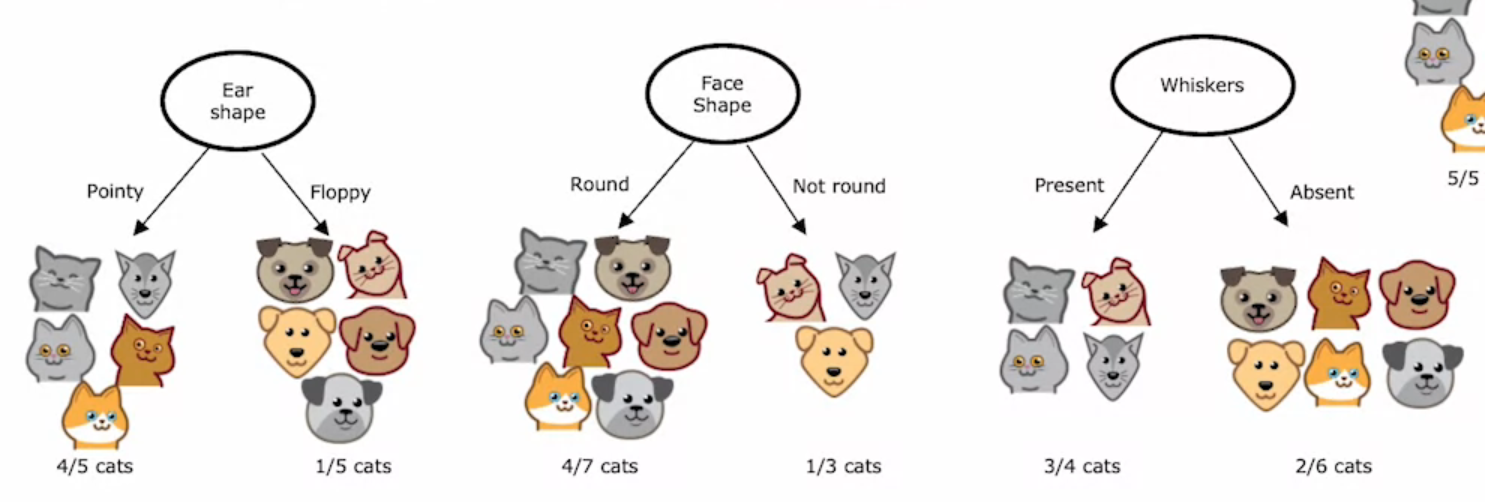 Ear
shape
Pointy
Floppy
4/5 cats
1/5 cats
Face
Shape
Round
Not round
4/7 cats
1/3 cats
Whiskers
Present
Absent
3/4 cats
2/6 cats
5/5